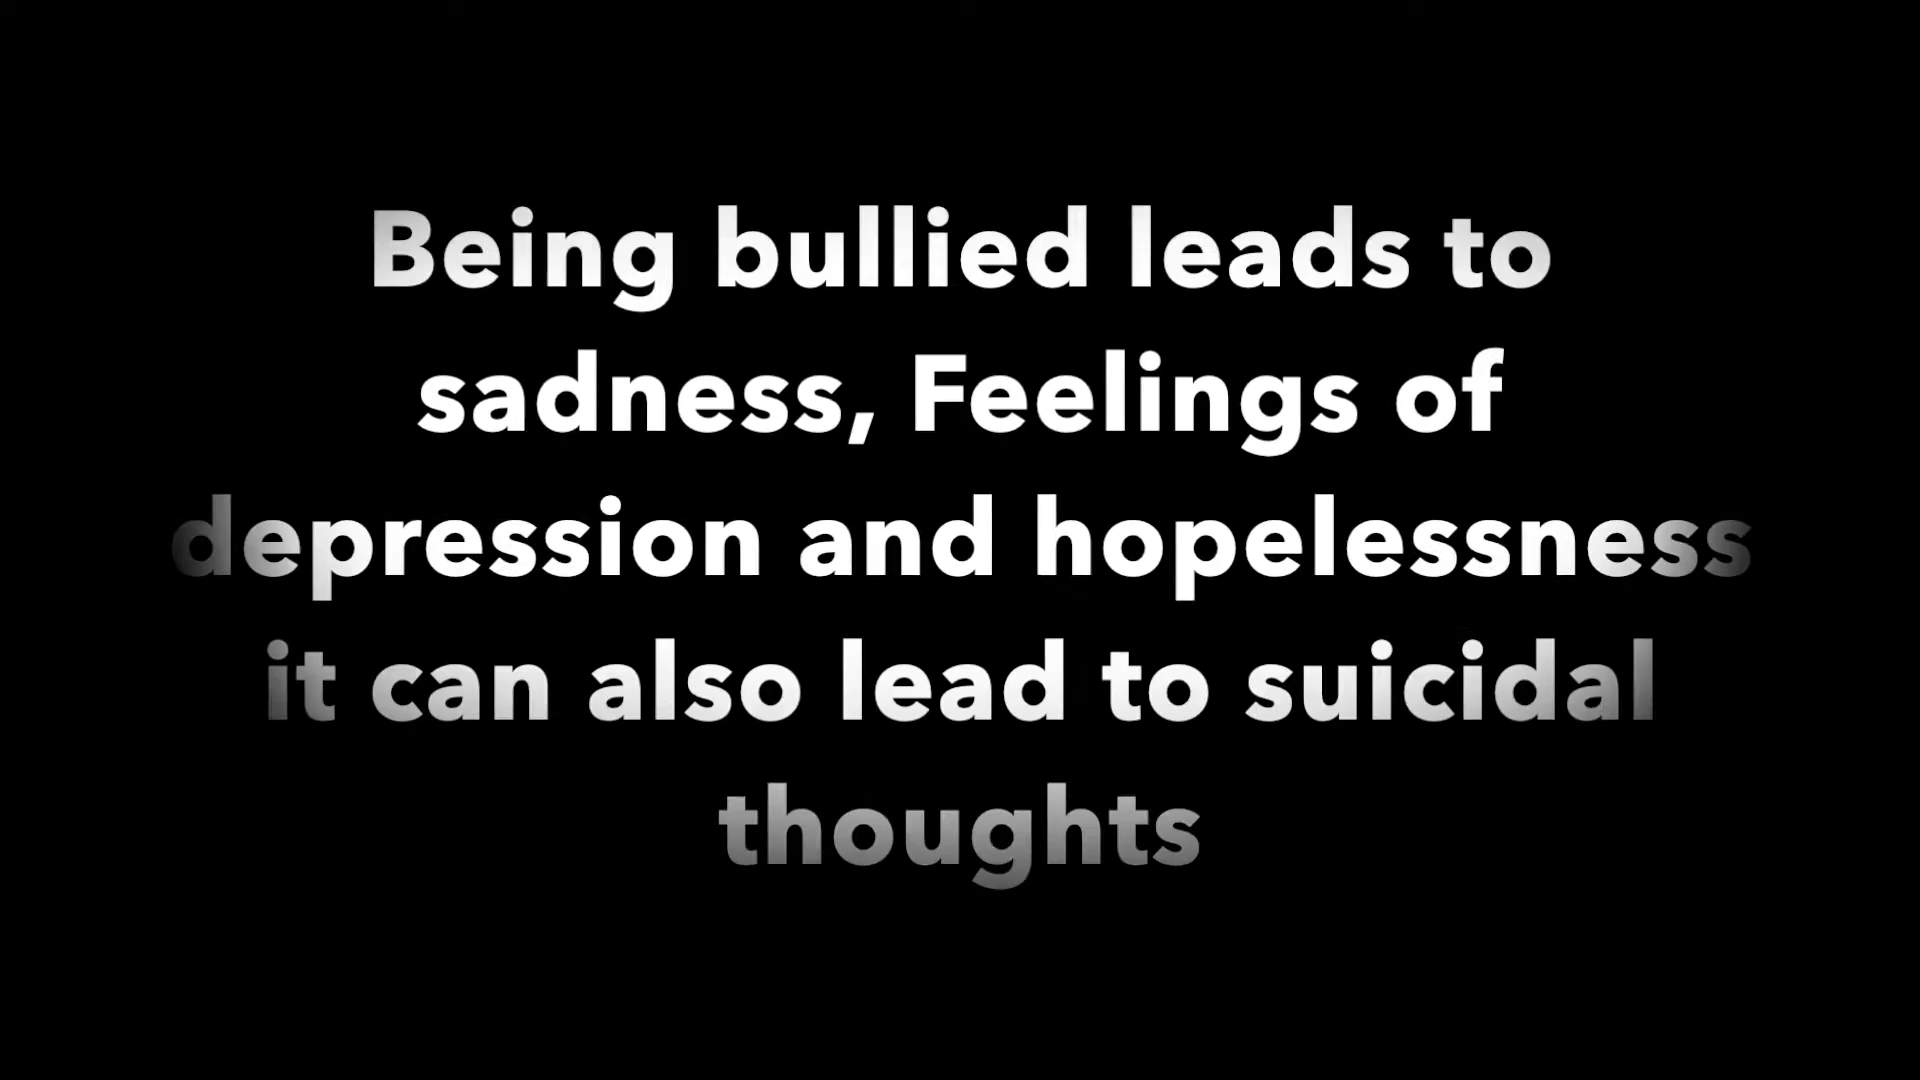 Being bullied leads to
sadness, Feelings of
depression and hopelessness
it can also lead to suicidal
thoughts